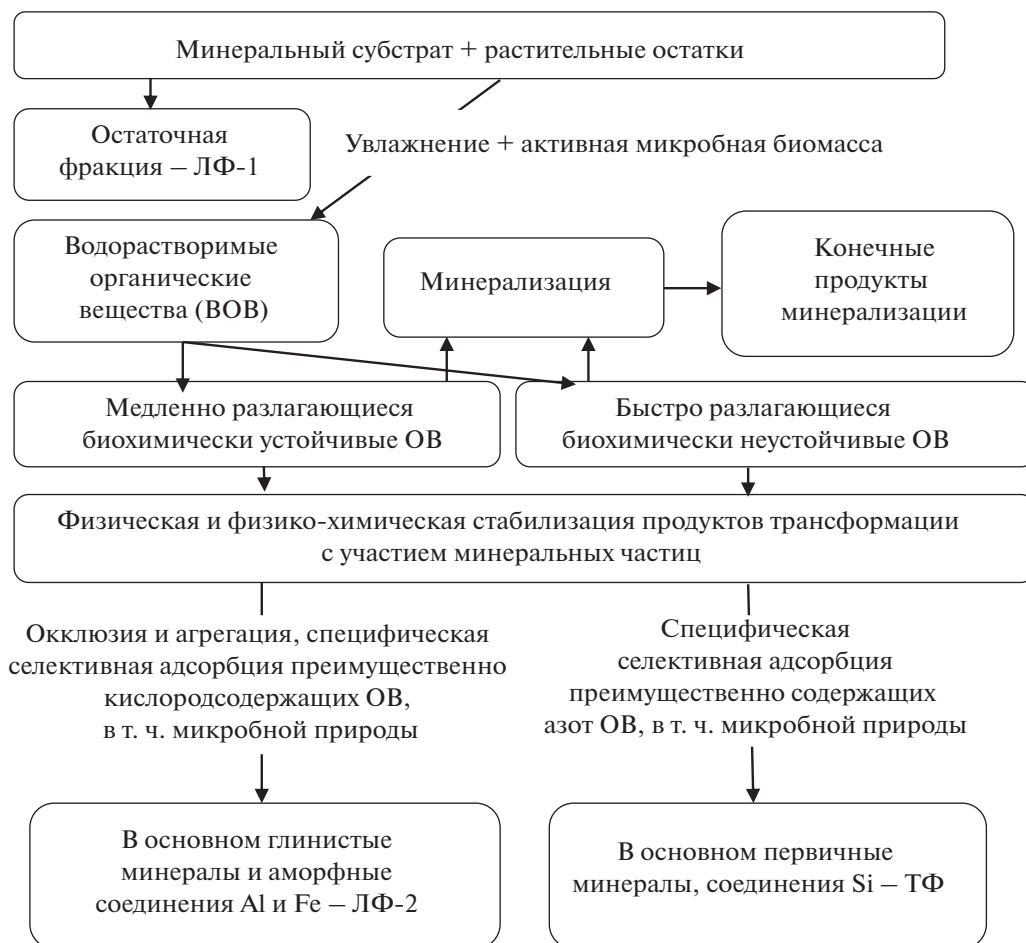 Минеральный субстрат + растительные остатки
Остаточная
фракция – ЛФ-1
Увлажнение + активная микробная биомасса
Водорастворимые
органические
вещества (ВОВ)
Минерализация
Конечные
продукты
минерализации
Медленно разлагающиеся
биохимически устойчивые ОВ
Быстро разлагающиеся
биохимически неустойчивые ОВ
Физическая и физико-химическая стабилизация продуктов трансформации
с участием минеральных частиц
Окклюзия и агрегация, специфическая
селективная адсорбция преимущественно
кислородсодержащих ОВ,
в т. ч. микробной природы
Специфическая
селективная адсорбция
преимущественно содержащих
азот ОВ, в т. ч. микробной природы
В основном глинистые
минералы и аморфные
соединения Al и Fe – ЛФ-2
В основном первичные
минералы, соединения Si – ТФ